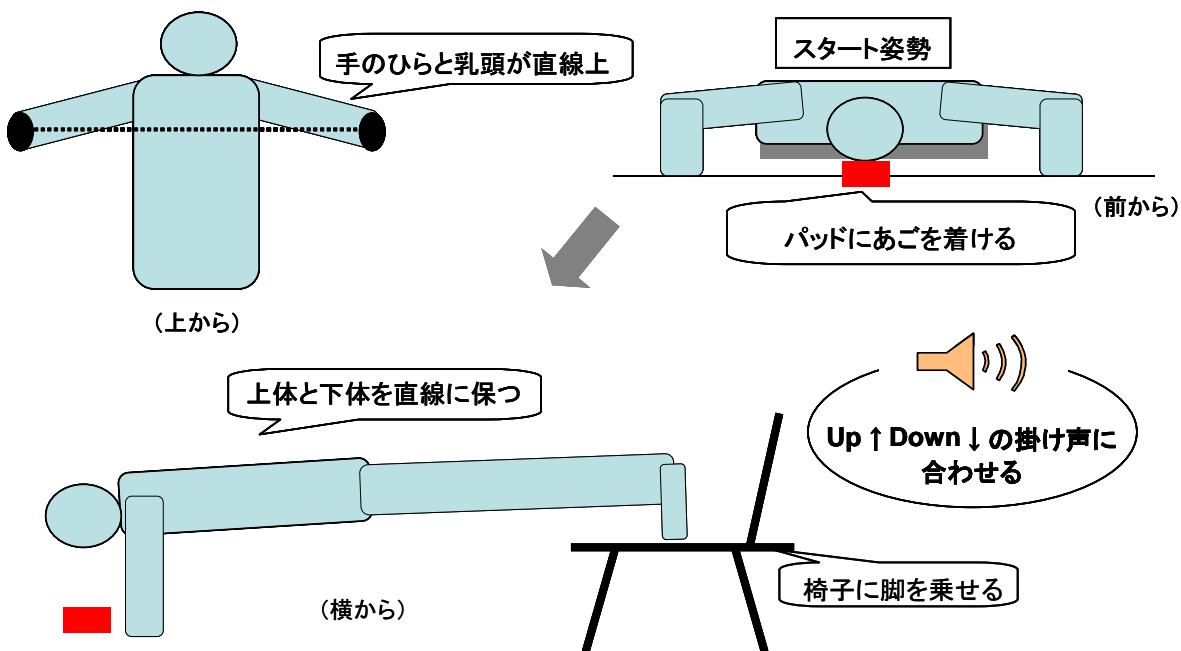 手のひらと乳頭が直線上
スタート姿勢
(前から)
パッドにあごを着ける
(上から)
上体と下体を直線に保つ
Up↑Down↓の掛け声に
合わせる
椅子に脚を乗せる
(横から)